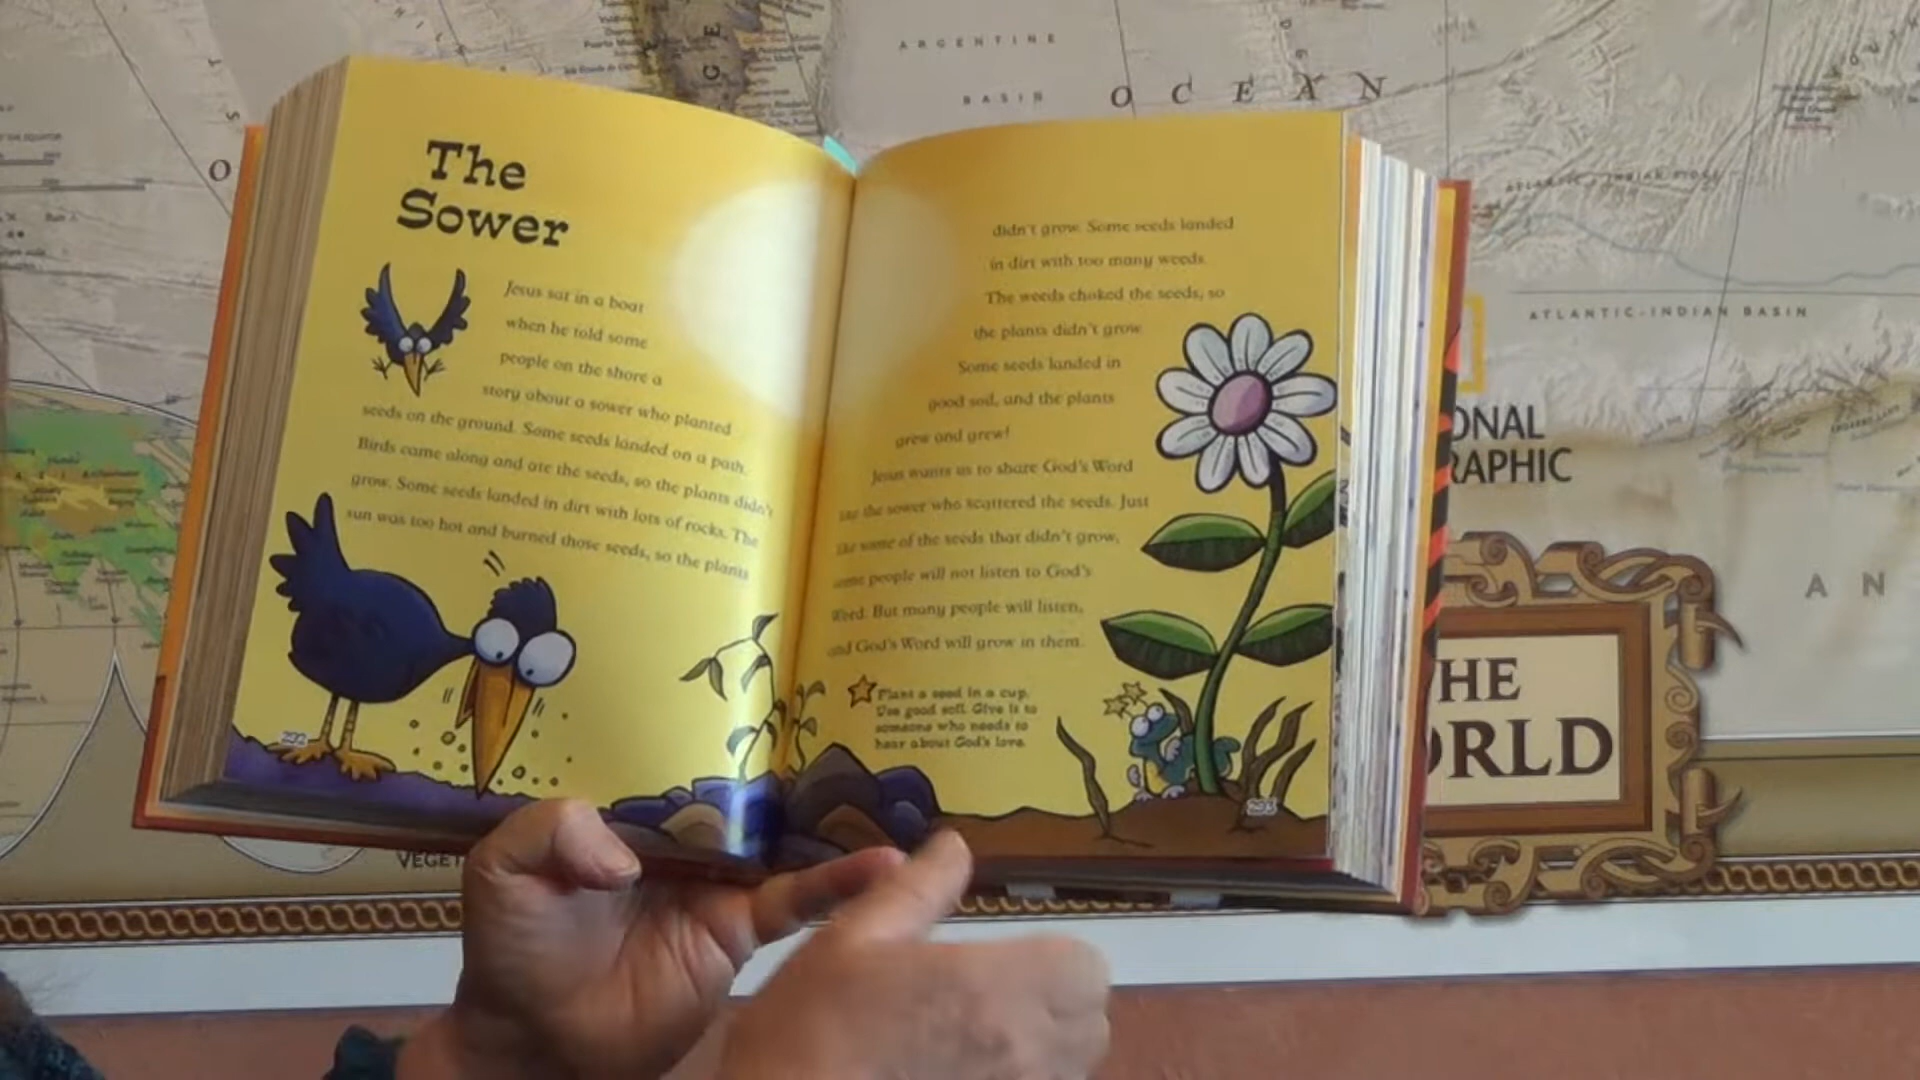 The
Sower
Jesus sat in a boat
when he told some
people on the shore a
story about a sower who planted
seeds on the ground. Some seeds landed on a path.
Birds came along and ate the seeds, so the plants didn't
grow. Some seeds landed in dirt with lots of rocks. The
sun was too hot and burned those seeds, so the plants
232
didn't grow. Some seeds landed
in dirt with too many weeds.
The weeds choked the seeds, so
the plants didn't grow.
Some seeds landed in
good soil, and the plants
grew and grew!
Jesus wants us to share God's Word
like the sower who scattered the seeds. Just
like some of the seeds that didn't grow,
some people will not listen to God's
Word. But many people will listen,
and God's Word will grow in them.
Plant a seed in a cup.
Use good soil. Give it to
someone who needs to
hear about God's love.
233
ARGENTINE
BASIN
OCEAN
ATLANTIC-INDIAN RIDGE
ATLANTIC-INDIAN BASIN
ONAL
RAPHIC
AN
HE
ORLD
VEGET